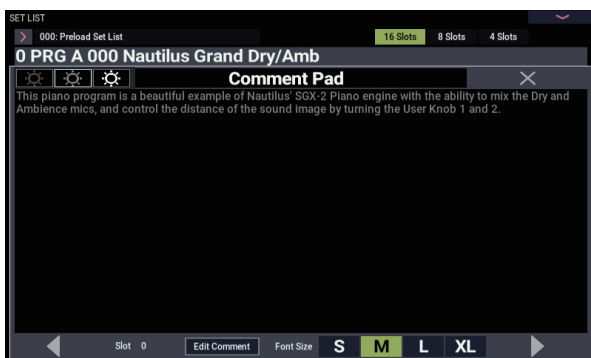 SET LIST
000: Preload Set List
16 Slots
8 Slots
4 Slots
0 PRG A 000 Nautilus Grand Dry/Amb
Comment Pad
This piano program is a beautiful example of Nautilus' SGX-2 Piano engine with the ability to mix the Dry and
Ambience mics, and control the distance of the sound image by turning the User Knob 1 and 2.
Slot 0
Edit Comment
Font Size
S
M
L
XL